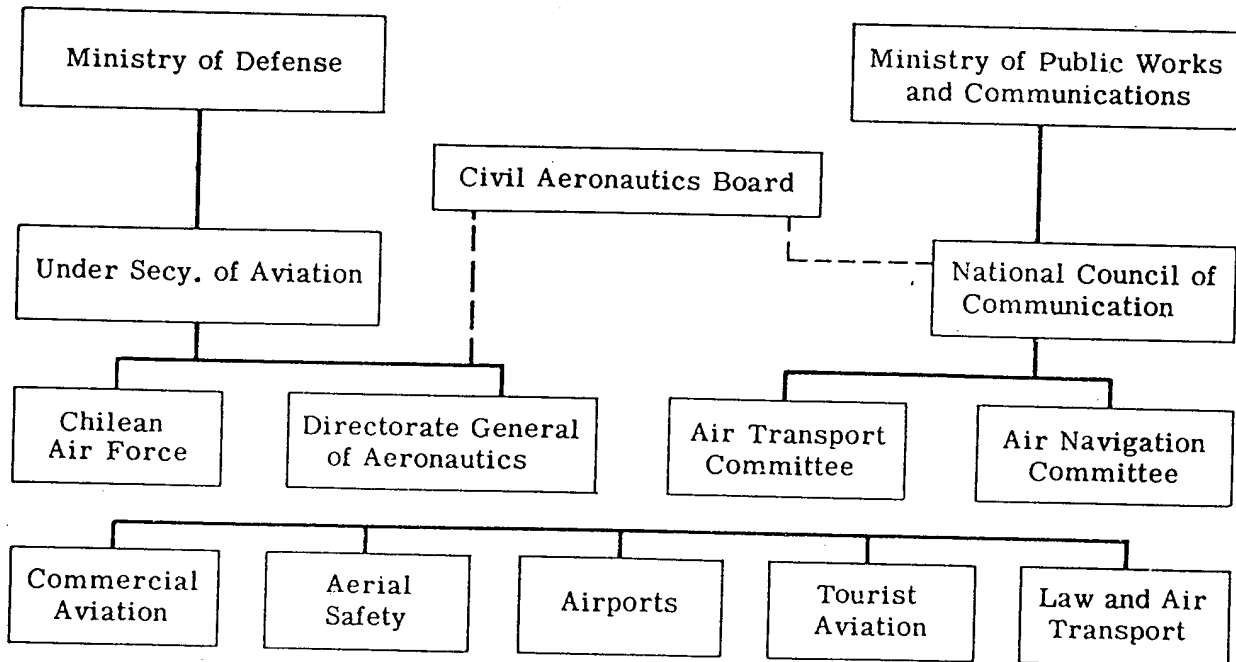 Ministry of Defense
Ministry of Public Works
and Communications
Civil Aeronautics Board
Under Secy. of Aviation
National Council of
Communication
Chilean
Air Force
Directorate General
of Aeronautics
Air Transport
Committee
Air Navigation
Committee
Commercial
Aviation
Aerial
Safety
Airports
Tourist
Aviation
Law and Air
Transport